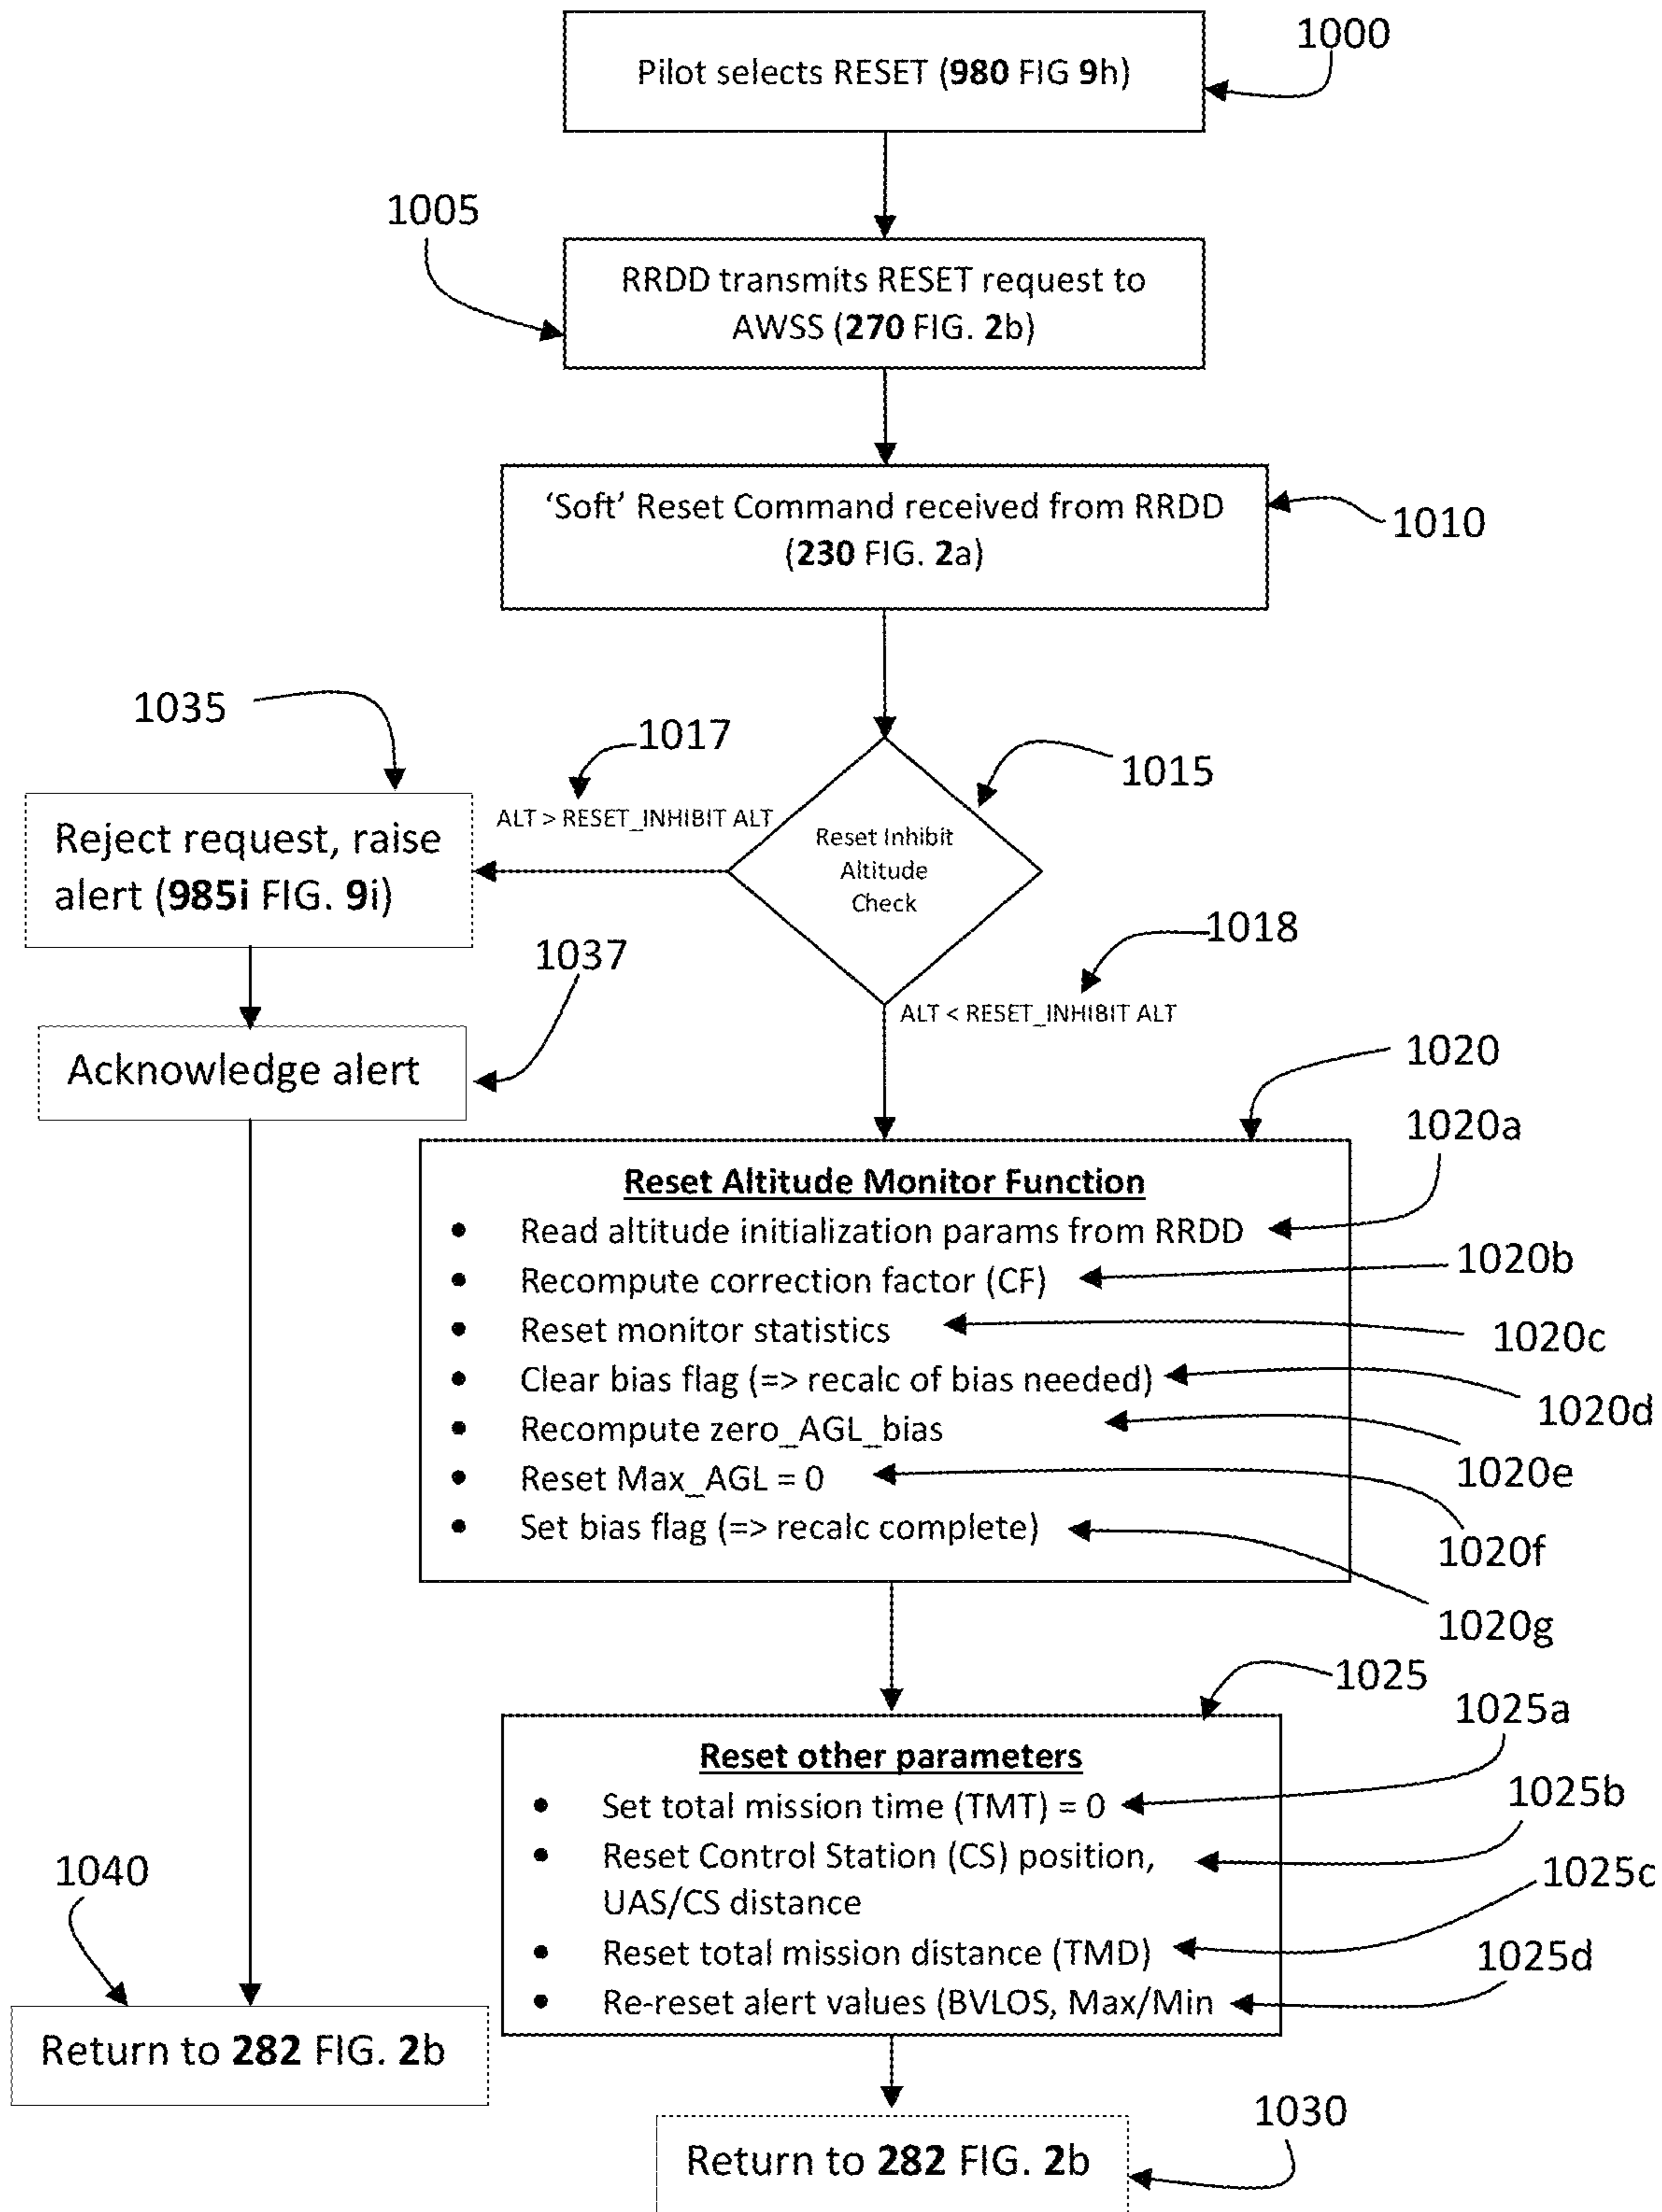 1000
Pilot selects RESET (980 FIG 9h)
1005
RRDD transmits RESET request to
AWSS (270 FIG. 2b)
‘Soft’ Reset Command received from RRDD
(230 FIG. 2a)
1010
1035
1017
1015
ALT > RESET_INHIBIT ALT
Reset Inhibit
Altitude
Check
Reject request, raise
alert (985i FIG. 9i)
1018
1037
ALT < RESET_INHIBIT ALT
Acknowledge alert
1020
1020a
Reset Altitude Monitor Function
• Read altitude initialization params from RRDD
1020b
• Recompute correction factor (CF)
• Reset monitor statistics
1020c
• Clear bias flag (=> recalc of bias needed)
1020d
• Recompute zero_AGL_bias
1020e
• Reset Max_AGL = 0
• Set bias flag (=> recalc complete)
1020f
1020g
1025
1025a
Reset other parameters
• Set total mission time (TMT) = 0
1025b
• Reset Control Station (CS) position,
UAS/CS distance
1025c
• Reset total mission distance (TMD)
1025d
• Re-reset alert values (BVLOS, Max/Min
1040
Return to 282 FIG. 2b
1030
Return to 282 FIG. 2b